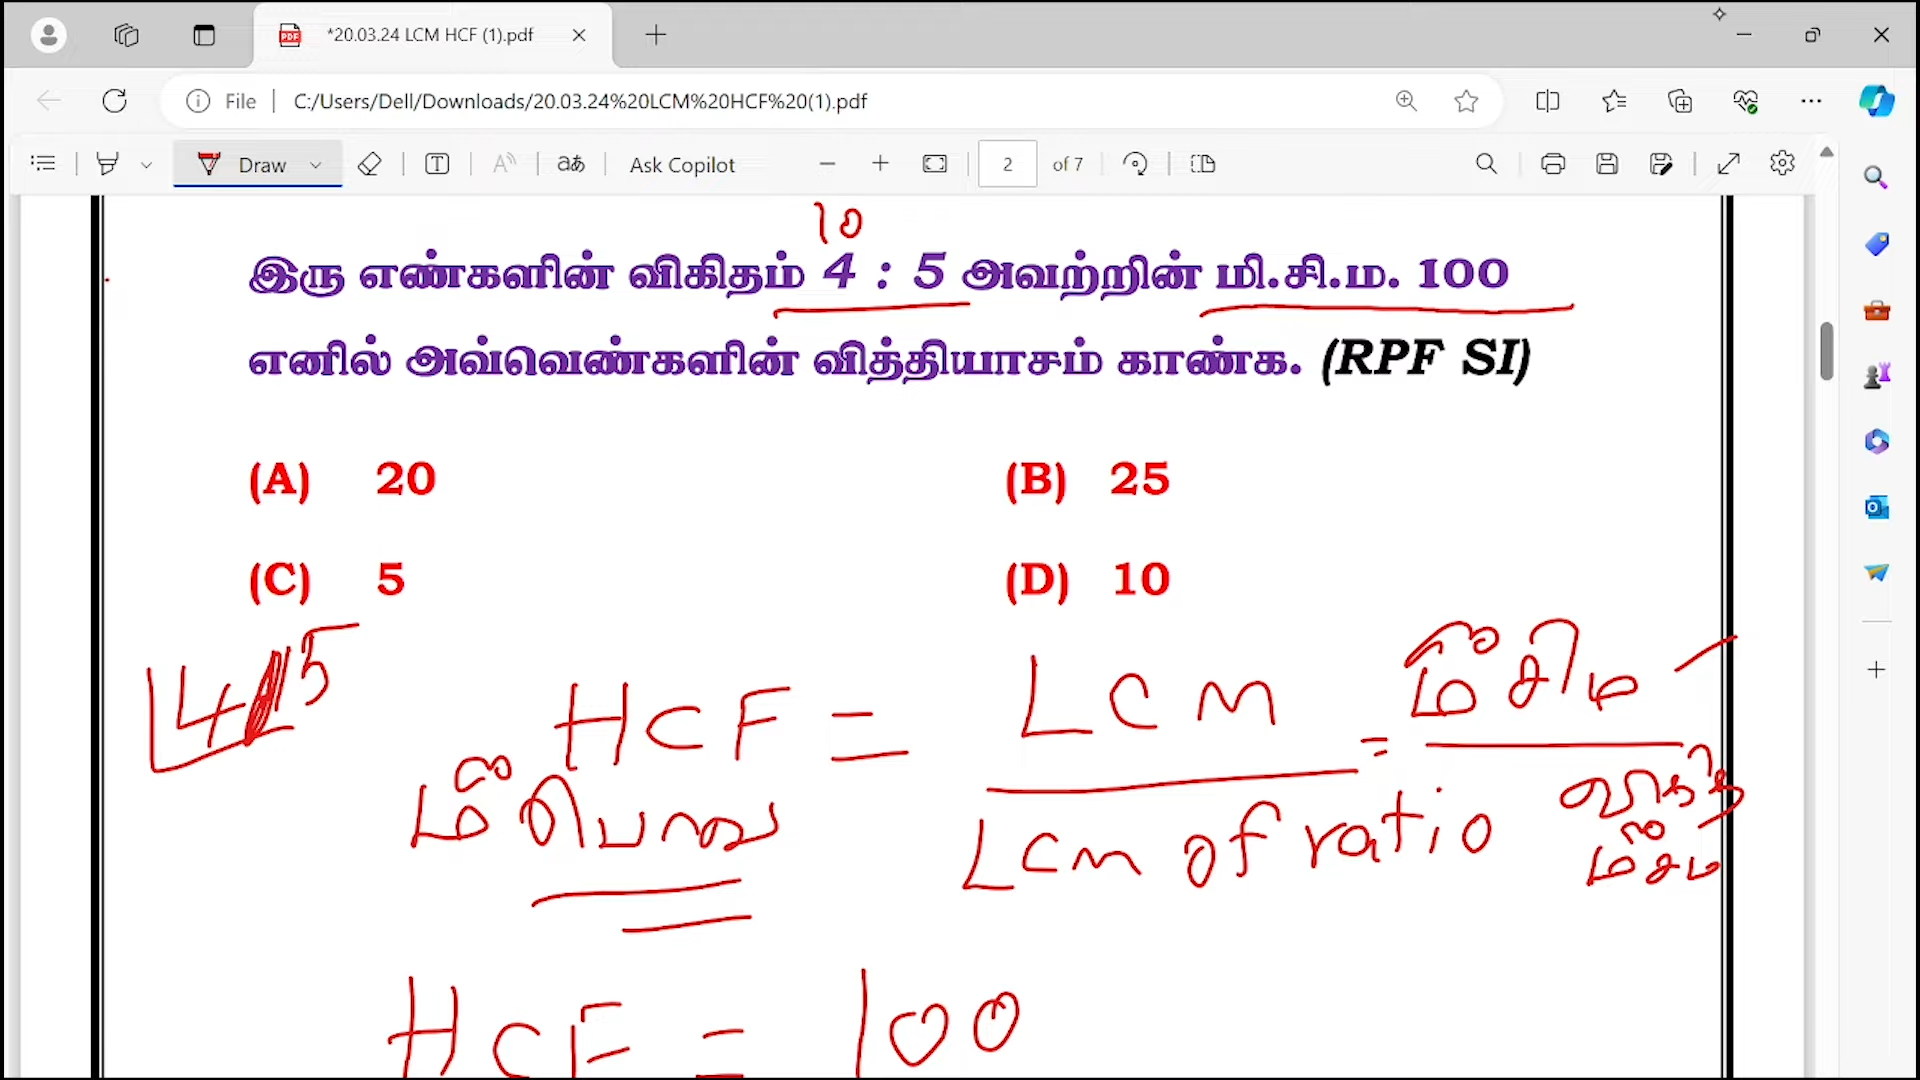 *20.03.24 LCM HCF (1).pdf
File C:/Users/Dell/Downloads/20.03.24%20LCM%20HCF%20(1).pdf
Draw Ask Copilot 2 of 7
10
இரு எண்களின் விகிதம் 4 : 5 அவற்றின் மி.சி.ம. 100
எனில் அவ்வெண்களின் வித்தியாசம் காண்க. (RPF SI)
(A) 20 (B) 25
(C) 5 (D) 10
4 5
HCF = LCM = மீசிம
மீபெவ LCM of ratio
HCF = 100